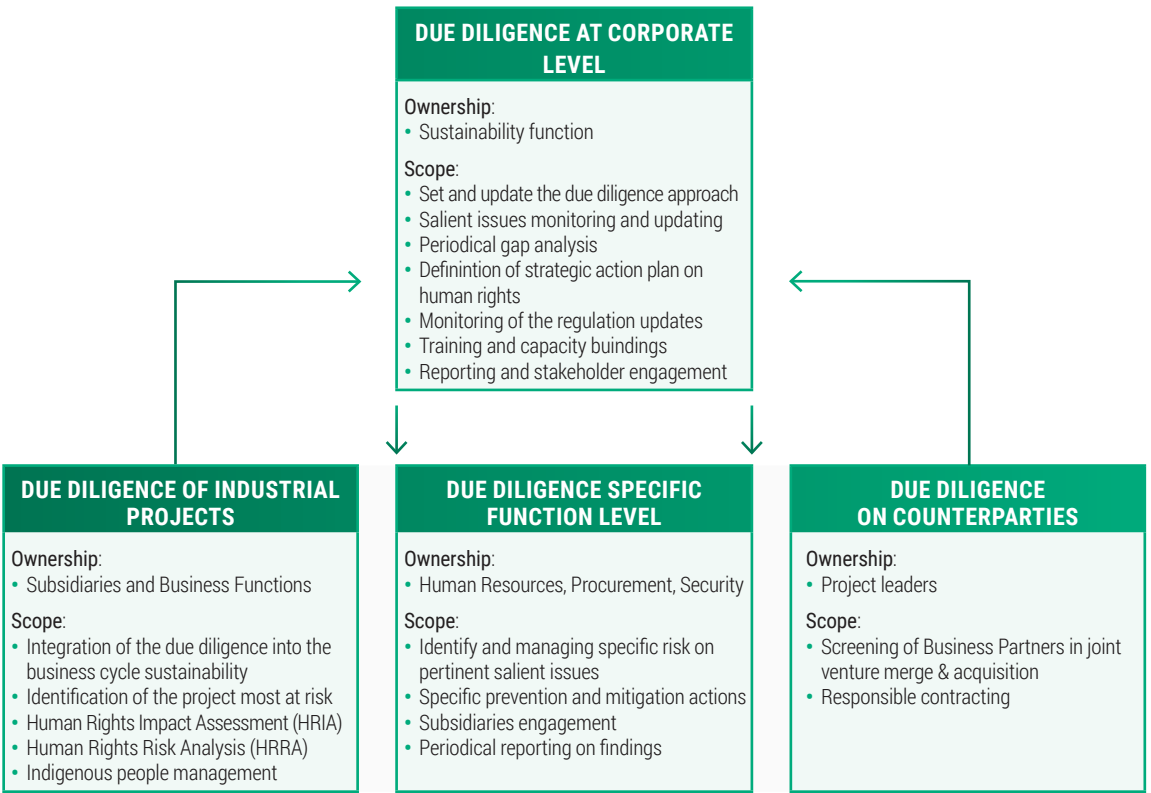 DUE DILIGENCE AT CORPORATE
LEVEL
Ownership:
• Sustainability function
Scope:
• Set and update the due diligence approach
• Salient issues monitoring and updating
• Periodical gap analysis
• Definintion of strategic action plan on
human rights
• Monitoring of the regulation updates
• Training and capacity buindings
• Reporting and stakeholder engagement
DUE DILIGENCE OF INDUSTRIAL
PROJECTS
Ownership:
• Subsidiaries and Business Functions
Scope:
• Integration of the due diligence into the
business cycle sustainability
• Identification of the project most at risk
• Human Rights Impact Assessment (HRIA)
• Human Rights Risk Analysis (HRRA)
• Indigenous people management
DUE DILIGENCE SPECIFIC
FUNCTION LEVEL
Ownership:
• Human Resources, Procurement, Security
Scope:
• Identify and managing specific risk on
pertinent salient issues
• Specific prevention and mitigation actions
• Subsidiaries engagement
• Periodical reporting on findings
DUE DILIGENCE
ON COUNTERPARTIES
Ownership:
• Project leaders
Scope:
• Screening of Business Partners in joint
venture merge & acquisition
• Responsible contracting